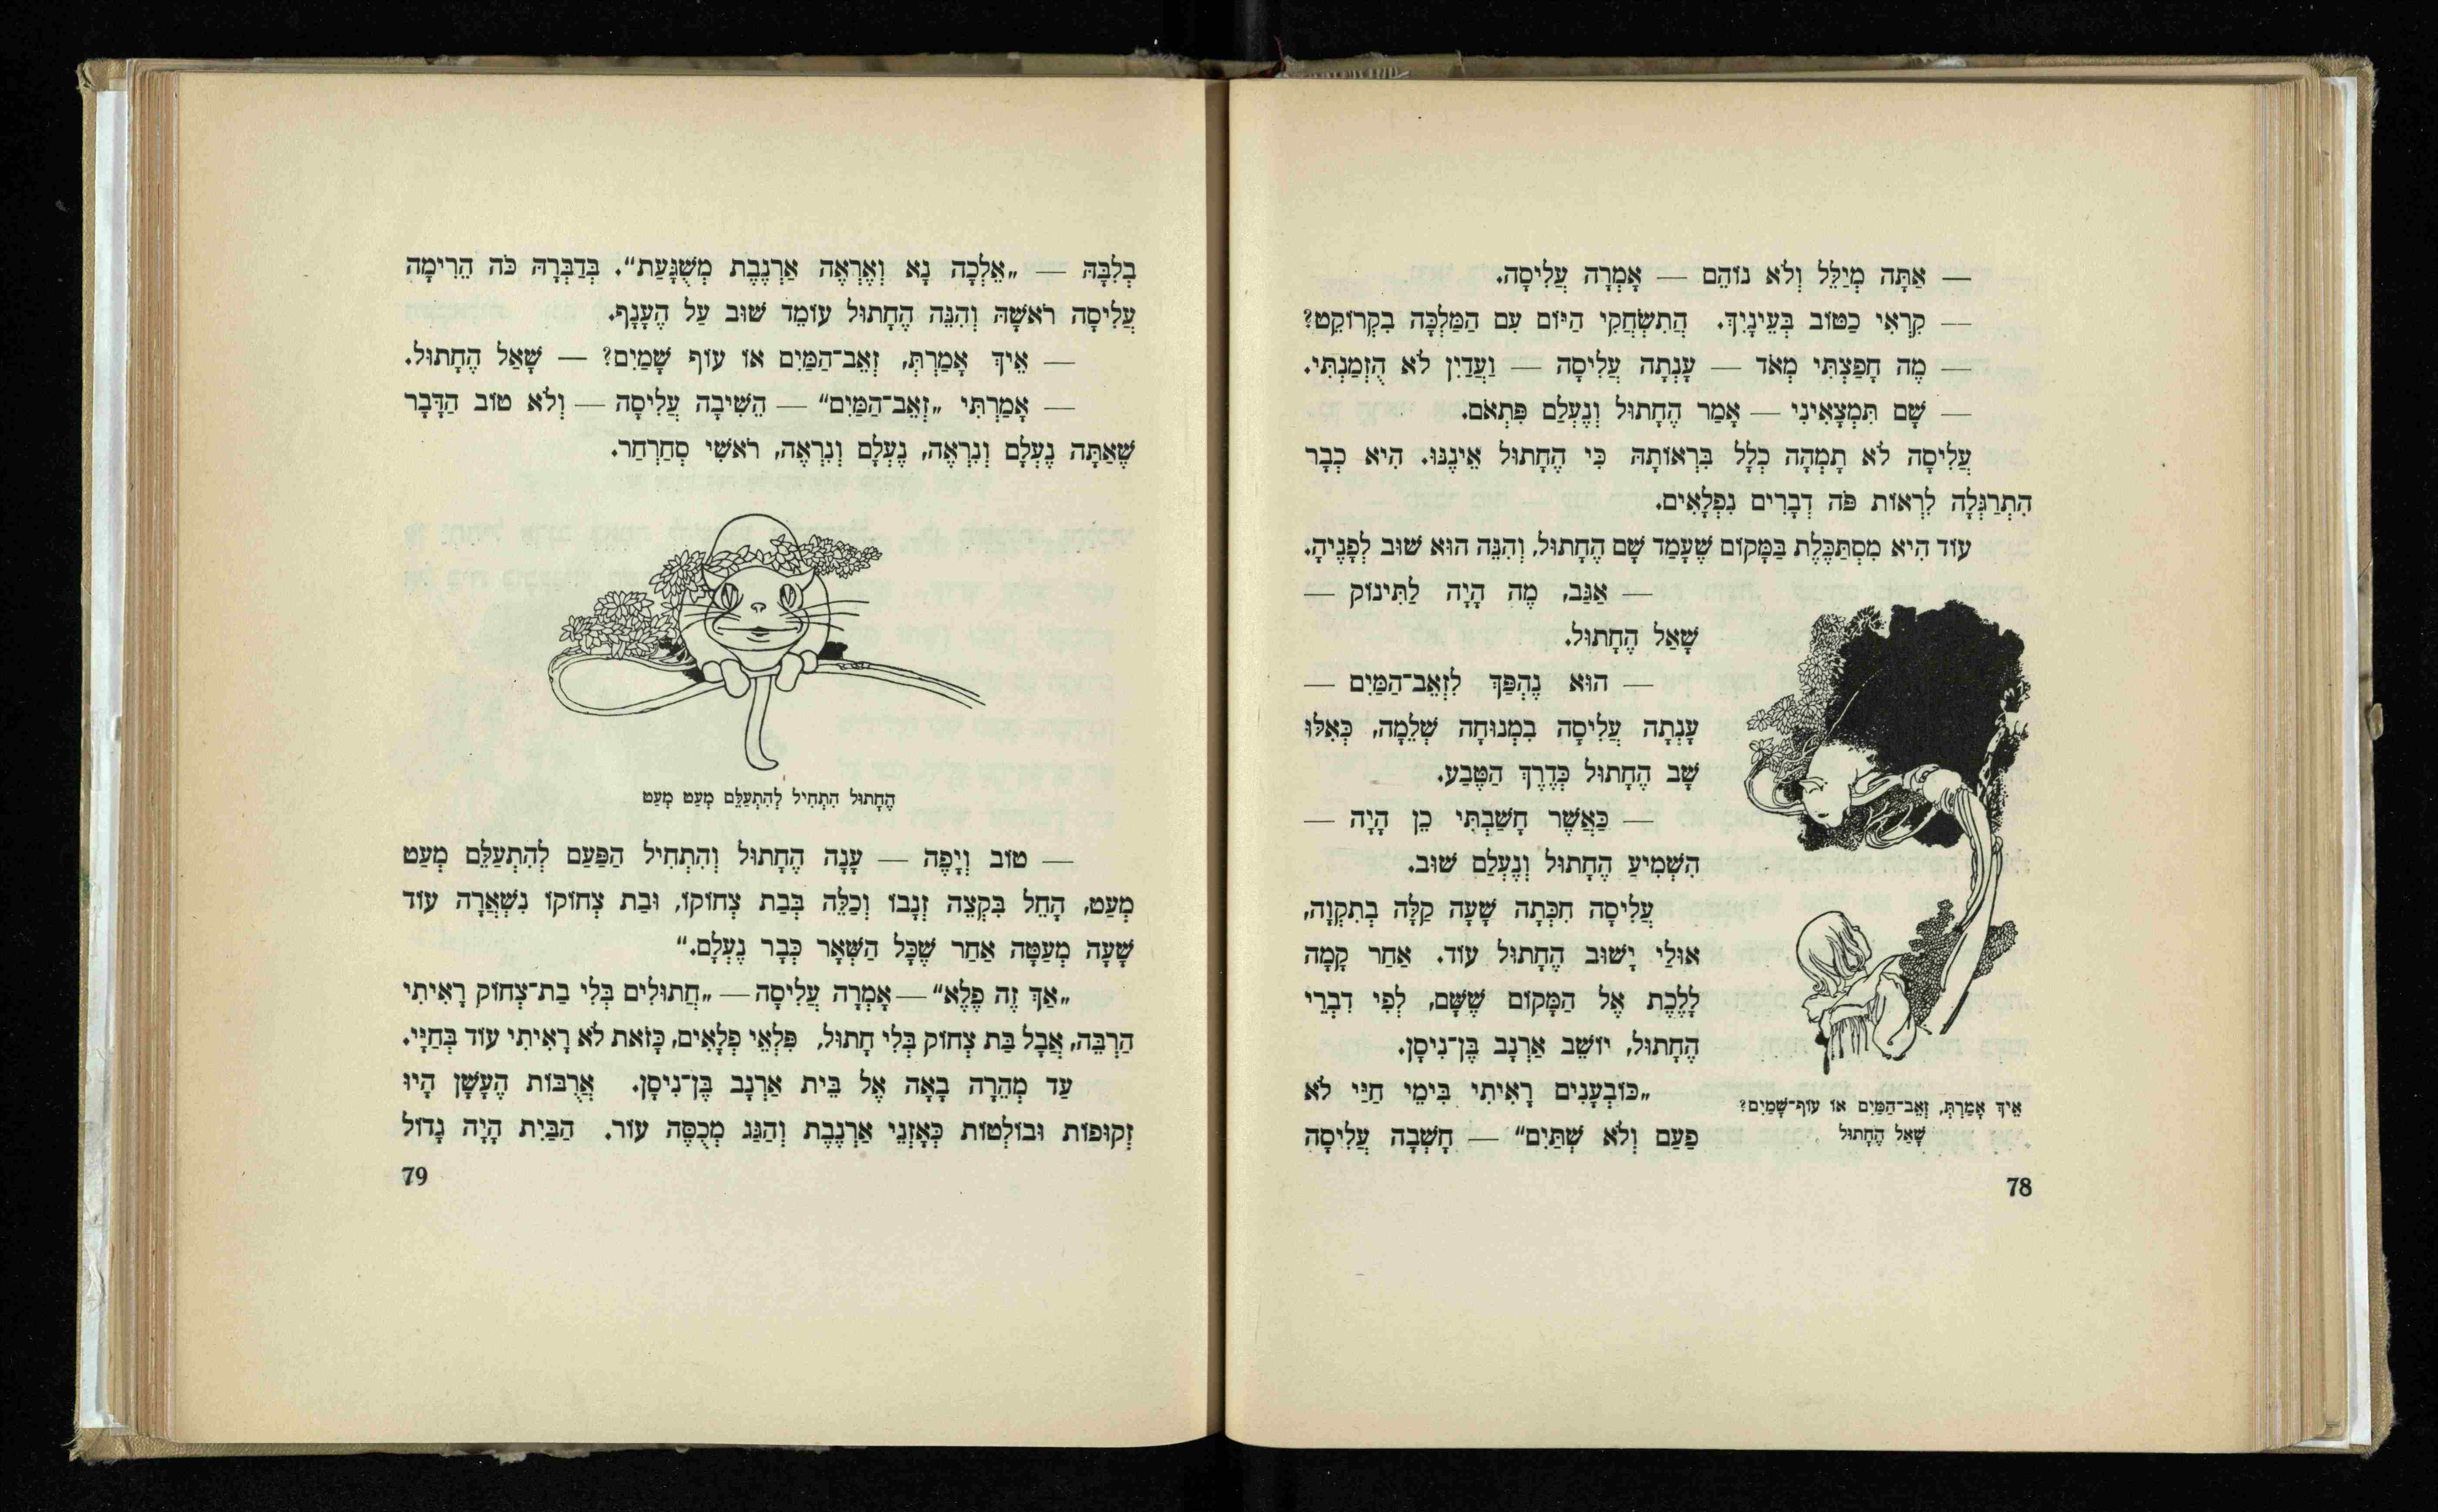 — אַתָּה מְיַלֵּל וְלֹא נוֹהֵם — אָמְרָה עֲלִיסָה.
— קִרְאִי כַּטּוֹב בְּעֵינָיִךְ. הֲתִשְׂחֲקִי הַיּוֹם עִם הַמַּלְכָּה בִּקְרוֹקֶט?
— מֶה חָפַצְתִּי מְאֹד — עָנְתָה עֲלִיסָה — וַעֲדַיִן לֹא הֻזְמַנְתִּי.
— שָׁם תִּמְצָאִינִי — אָמַר הֶחָתוּל וְנֶעְלַם פִּתְאֹם.
עֲלִיסָה לֹא תָמְהָה כְלָל בִּרְאוֹתָהּ כִּי הֶחָתוּל אֵינֶנּוּ. הִיא כְבָר
הִתְרַגְּלָה לִרְאוֹת פֹּה דְבָרִים נִפְלָאִים.
עוֹד הִיא מִסְתַּכֶּלֶת בַּמָּקוֹם שֶׁעָמַד שָׁם הֶחָתוּל, וְהִנֵּה הוּא שׁוּב לְפָנֶיהָ.
— אַגַּב, מֶה הָיָה לַתִּינוֹק —
שָׁאַל הֶחָתוּל.
— הוּא נֶהְפַּךְ לִזְאֵב־הַמַּיִם —
עָנְתָה עֲלִיסָה בִּמְנוּחָה שְׁלֵמָה, כְּאִלּוּ
שָׁב הֶחָתוּל כְּדֶרֶךְ הַטֶּבַע.
— כַּאֲשֶׁר חָשַׁבְתִּי כֵן הָיָה —
הִשְׁמִיעַ הֶחָתוּל וְנֶעְלַם שׁוּב.
עֲלִיסָה חִכְּתָה שָׁעָה קַלָּה בְתִקְוָה,
אוּלַי יָשׁוּב הֶחָתוּל עוֹד. אַחַר קָמָה
לָלֶכֶת אֶל הַמָּקוֹם שֶׁשָּׁם, לְפִי דִבְרֵי
הֶחָתוּל, יוֹשֵׁב אַרְנָב בֶּן־נִיסָן.
„כּוֹבְעָנִים רָאִיתִי בִּימֵי חַיַּי לֹא
פַעַם וְלֹא שְׁתַּיִם“ — חָשְׁבָה עֲלִיסָה
אֵיךְ אָמַרְתְּ, זְאֵב־הַמַּיִם אוֹ עוֹף־שָׁמַיִם?
שָׁאַל הֶחָתוּל
78
בְלִבָּהּ — „אֵלְכָה נָא וְאֶרְאֶה אַרְנֶבֶת מְשֻׁגַּעַת“. בְּדַבְּרָהּ כֹּה הֵרִימָה
עֲלִיסָה רֹאשָׁהּ וְהִנֵּה הֶחָתוּל עוֹמֵד שׁוּב עַל הֶעָנָף.
— אֵיךְ אָמַרְתְּ, זְאֵב־הַמַּיִם אוֹ עוֹף שָׁמַיִם? — שָׁאַל הֶחָתוּל.
— אָמַרְתִּי „זְאֵב־הַמַּיִם“ — הֵשִׁיבָה עֲלִיסָה — וְלֹא טוֹב הַדָּבָר
שֶׁאַתָּה נֶעְלָם וְנִרְאֶה, נֶעְלָם וְנִרְאֶה, רֹאשִׁי סְחַרְחַר.
הֶחָתוּל הִתְחִיל לְהִתְעַלֵּם מְעַט מְעַט
— טוֹב וְיָפֶה — עָנָה הֶחָתוּל וְהִתְחִיל הַפַּעַם לְהִתְעַלֵּם מְעַט
מְעַט, הָחֵל בִּקְצֵה זְנָבוֹ וְכַלֵּה בְּבַת צְחוֹקוֹ, וּבַת צְחוֹקוֹ נִשְׁאֲרָה עוֹד
שָׁעָה מְעַטָּה אַחַר שֶׁכָּל הַשְּׁאָר כְּבָר נֶעְלָם.“
„אַךְ זֶה פֶלֶא“ — אָמְרָה עֲלִיסָה — „חֲתוּלִים בְּלִי בַת־צְחוֹק רָאִיתִי
הַרְבֵּה, אֲבָל בַּת צְחוֹק בְּלִי חָתוּל, פִּלְאֵי פְלָאִים, כָּזֹאת לֹא רָאִיתִי עוֹד בְּחַיָּי.
עַד מְהֵרָה בָאָה אֶל בֵּית אַרְנָב בֶּן־נִיסָן. אֲרֻבּוֹת הֶעָשָׁן הָיוּ
זְקוּפוֹת וּבוֹלְטוֹת כְּאָזְנֵי אַרְנֶבֶת וְהַגַּג מְכֻסֶּה עוֹר. הַבַּיִת הָיָה גָדוֹל
79